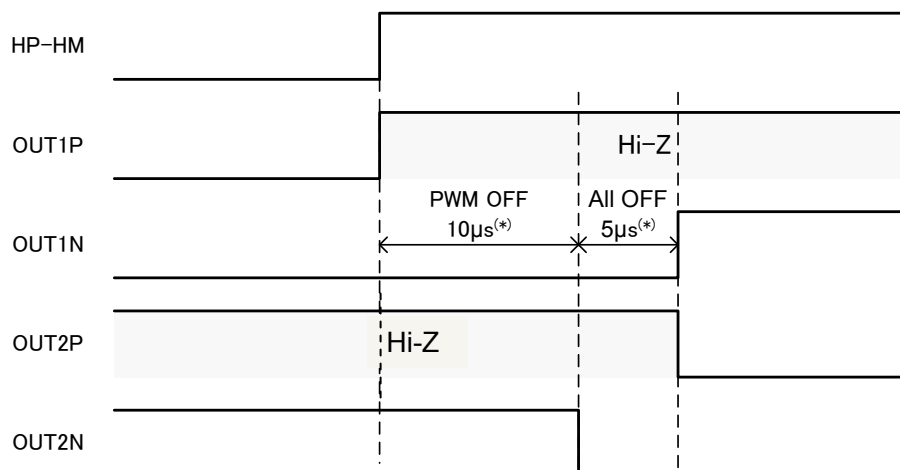 HP-HM
OUT1P
Hi-Z
PWM OFF
10μs(*)
All OFF
5μs(*)
OUT1N
OUT2P
Hi-Z
OUT2N